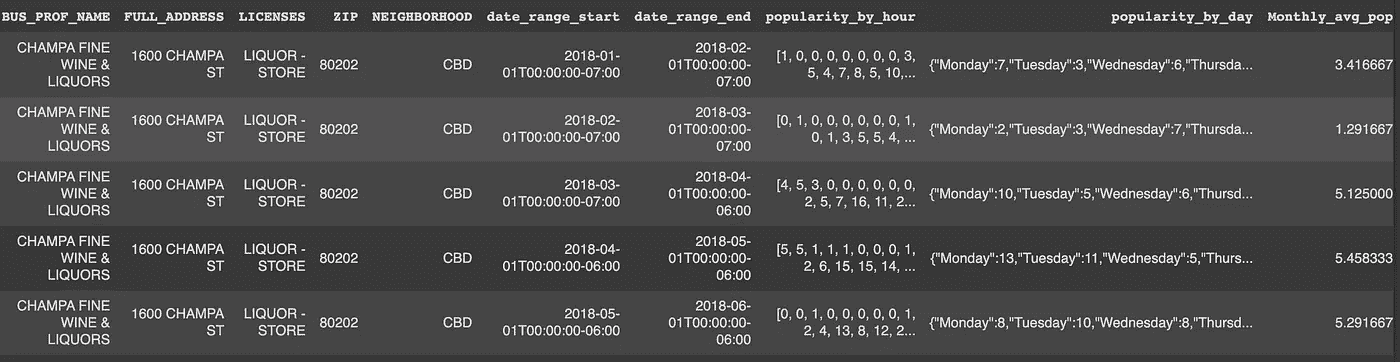 BUS_PROF_NAME FULL_ADDRESS LICENSES ZIP NEIGHBORHOOD date_range_start date_range_end popularity_by_hour popularity_by_day Monthly_avg_pop
CHAMPA FINE WINE & LIQUORS 1600 CHAMPA ST LIQUOR - STORE 80202 CBD 2018-01-01T00:00:00-07:00 2018-02-01T00:00:00-07:00 [1, 0, 0, 0, 0, 0, 0, 0, 3, 5, 4, 7, 8, 5, 10,... {"Monday":7,"Tuesday":3,"Wednesday":6,"Thursda... 3.416667
CHAMPA FINE WINE & LIQUORS 1600 CHAMPA ST LIQUOR - STORE 80202 CBD 2018-02-01T00:00:00-07:00 2018-03-01T00:00:00-07:00 [0, 1, 0, 0, 0, 0, 0, 0, 1, 0, 1, 3, 5, 5, 4, ... {"Monday":2,"Tuesday":3,"Wednesday":7,"Thursda... 1.291667
CHAMPA FINE WINE & LIQUORS 1600 CHAMPA ST LIQUOR - STORE 80202 CBD 2018-03-01T00:00:00-07:00 2018-04-01T00:00:00-06:00 [4, 5, 3, 0, 0, 0, 0, 0, 0, 2, 5, 7, 16, 11, 2... {"Monday":10,"Tuesday":5,"Wednesday":6,"Thursd... 5.125000
CHAMPA FINE WINE & LIQUORS 1600 CHAMPA ST LIQUOR - STORE 80202 CBD 2018-04-01T00:00:00-06:00 2018-05-01T00:00:00-06:00 [5, 5, 1, 1, 1, 0, 0, 0, 1, 2, 6, 15, 15, 14, ... {"Monday":13,"Tuesday":11,"Wednesday":5,"Thurs... 5.458333
CHAMPA FINE WINE & LIQUORS 1600 CHAMPA ST LIQUOR - STORE 80202 CBD 2018-05-01T00:00:00-06:00 2018-06-01T00:00:00-06:00 [0, 0, 1, 0, 0, 0, 0, 0, 1, 2, 4, 13, 8, 12, 2... {"Monday":8,"Tuesday":10,"Wednesday":8,"Thursd... 5.291667